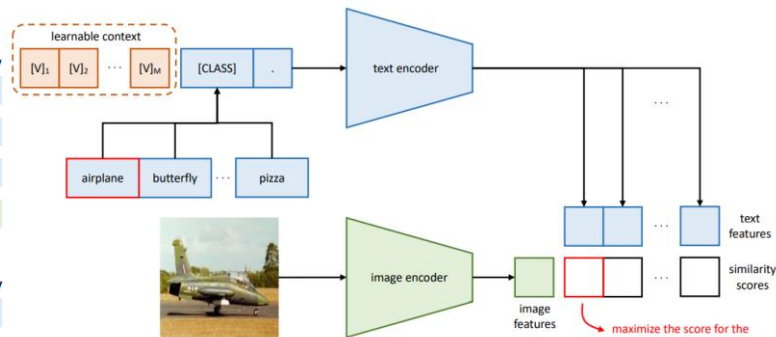 learnable context
[V]₁ [V]₂ ... [V]M [CLASS] .
text encoder
...
airplane butterfly ... pizza
... text
features
image encoder
similarity
... scores
image
features
maximize the score for the